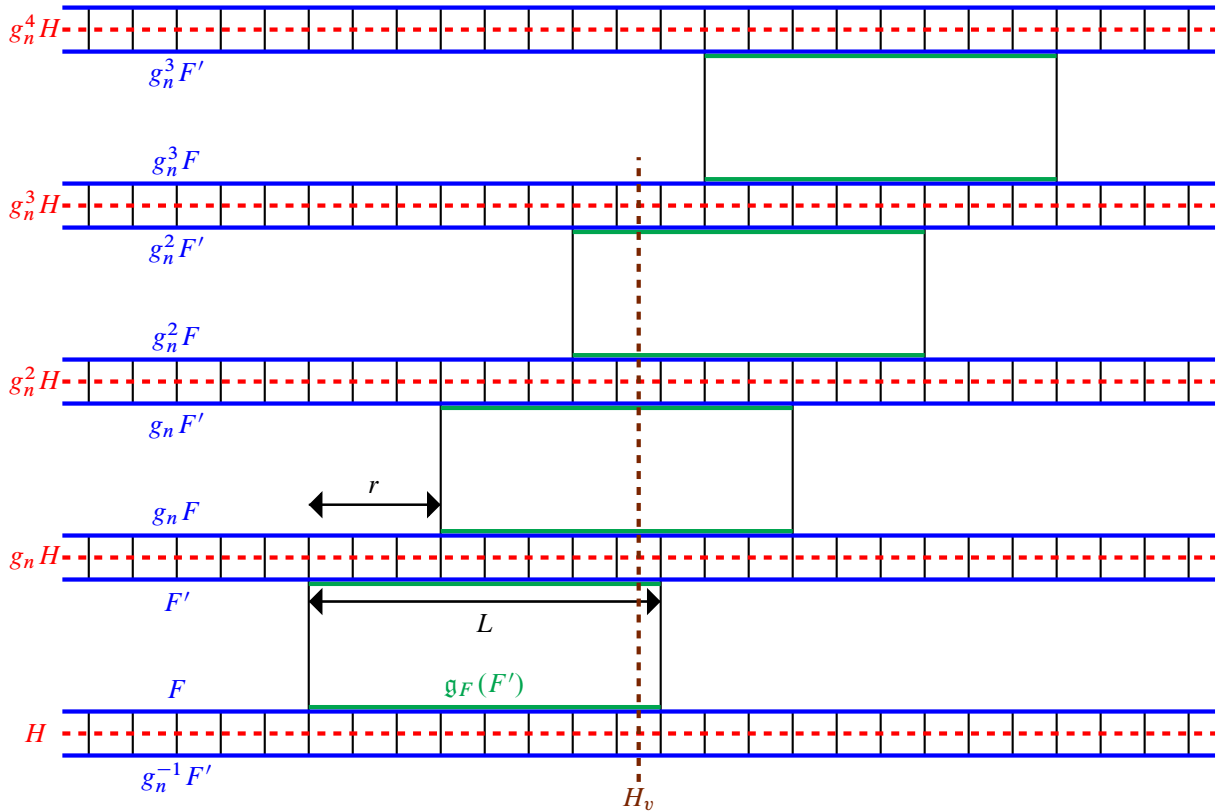 g_n^4 H
g_n^3 F′
g_n^3 F
g_n^3 H
g_n^2 F′
g_n^2 F
g_n^2 H
g_n F′
r
g_n F
g_n H
F′
L
F
𝔤_F(F′)
H
g_n^{-1} F′
H_v